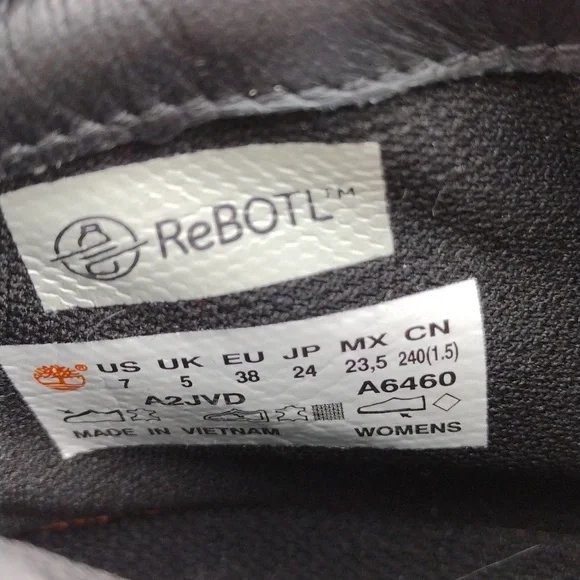 ReBOTL™
US UK EU JP MX CN
7 5 38 24 23,5 240(1.5)
A2JVD A6460
MADE IN VIETNAM WOMENS